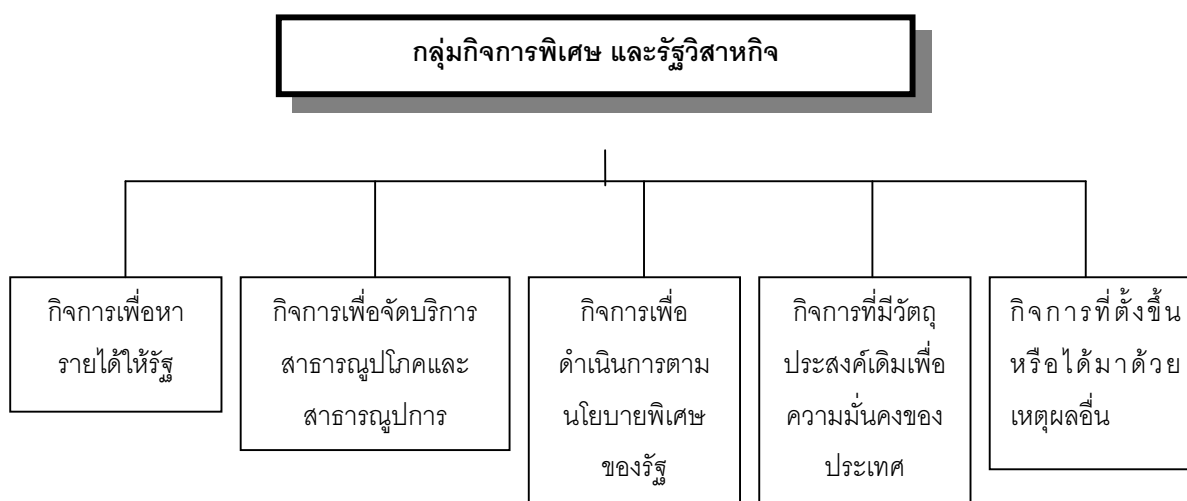 กลุ่มกิจการพิเศษ และรัฐวิสาหกิจ
กิจการเพื่อหา
รายได้ให้รัฐ
กิจการเพื่อจัดบริการ
สาธารณูปโภคและ
สาธารณูปการ
กิจการเพื่อ
ดำเนินการตาม
นโยบายพิเศษ
ของรัฐ
กิจการที่มีวัตถุ
ประสงค์เดิมเพื่อ
ความมั่นคงของ
ประเทศ
กิจการที่ตั้งขึ้น
หรือได้มาด้วย
เหตุผลอื่น